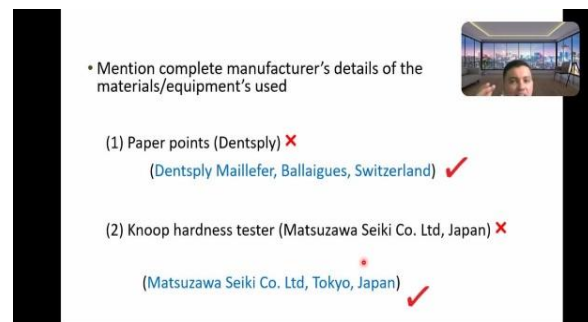 • Mention complete manufacturer's details of the
materials/equipment's used
(1) Paper points (Dentsply) ✗
(Dentsply Maillefer, Ballaigues, Switzerland) ✓
(2) Knoop hardness tester (Matsuzawa Seiki Co. Ltd, Japan) ✗
(Matsuzawa Seiki Co. Ltd, Tokyo, Japan) ✓